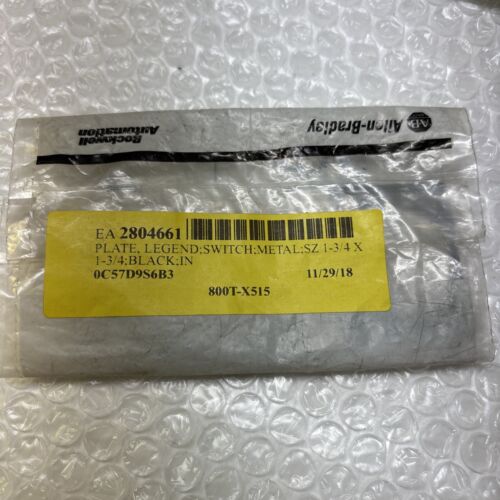 Allen-Bradley
AB
Rockwell
Automation
EA 2804661
PLATE, LEGEND;SWITCH;METAL;SZ 1-3/4 X
1-3/4;BLACK;IN
0C57D9S6B3 11/29/18
800T-X515